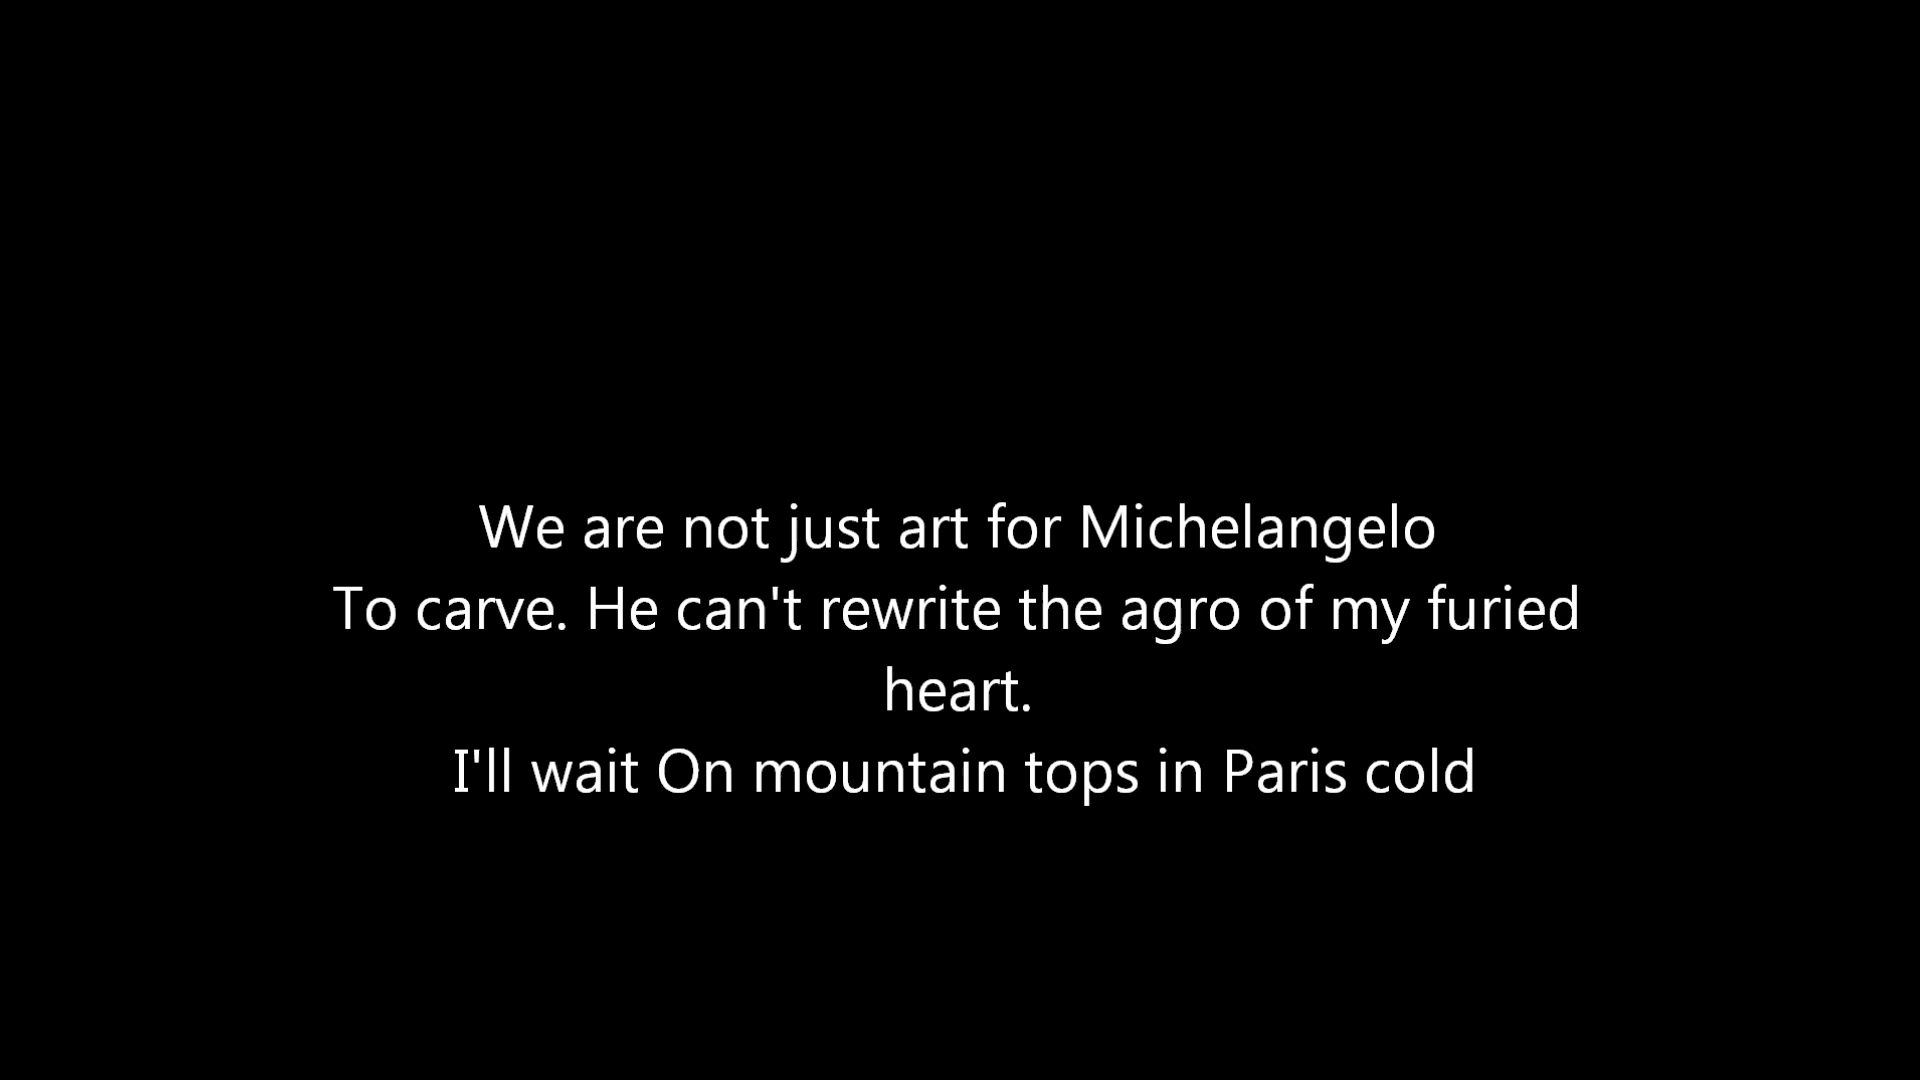 We are not just art for Michelangelo
To carve. He can't rewrite the agro of my furied
heart.
I'll wait On mountain tops in Paris cold